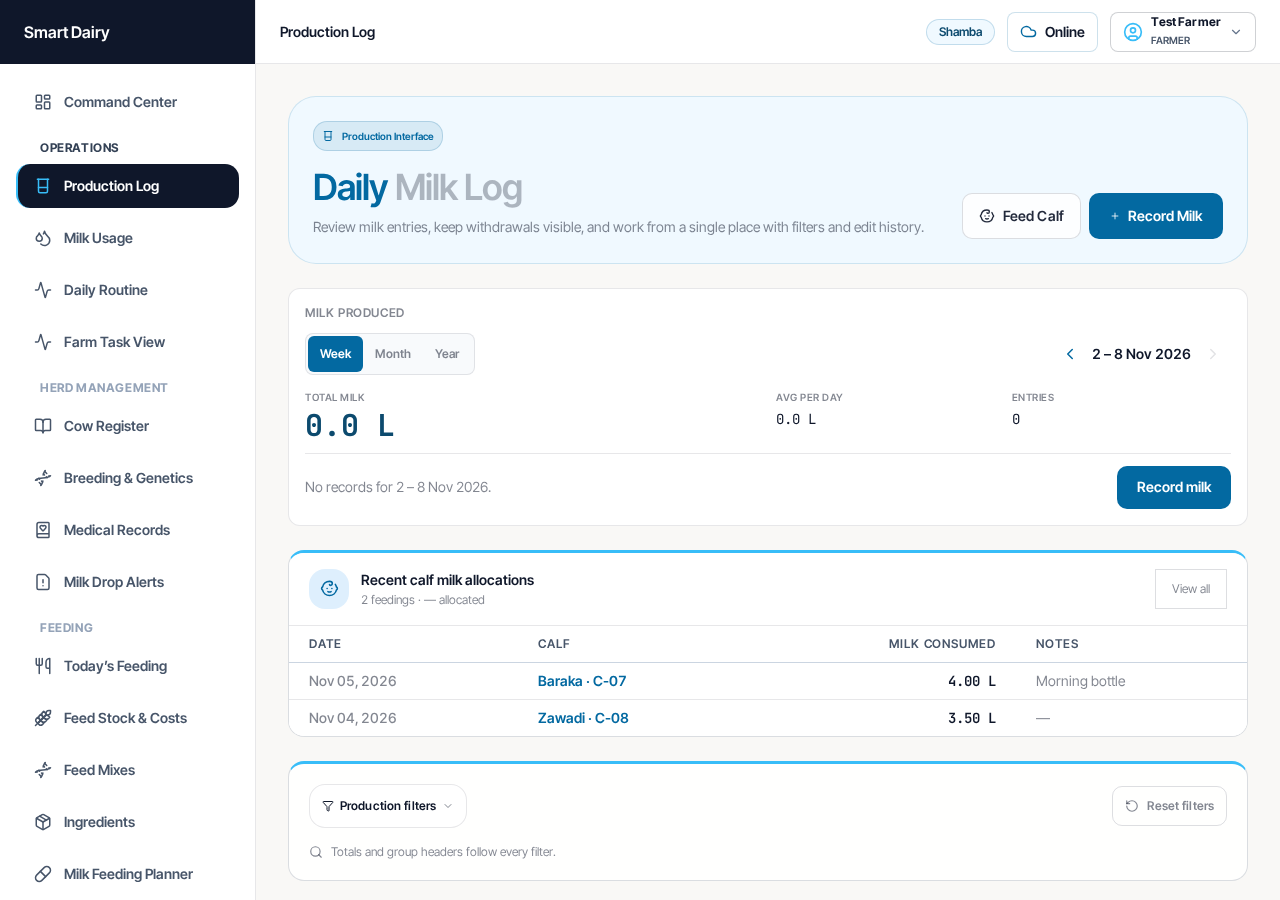 Smart Dairy
Production Log
Shamba
Online
Test Farmer
FARMER
Command Center
OPERATIONS
Production Log
Milk Usage
Daily Routine
Farm Task View
HERD MANAGEMENT
Cow Register
Breeding & Genetics
Medical Records
Milk Drop Alerts
FEEDING
Today's Feeding
Feed Stock & Costs
Feed Mixes
Ingredients
Milk Feeding Planner
Production Interface
Daily Milk Log
Review milk entries, keep withdrawals visible, and work from a single place with filters and edit history.
Feed Calf
+ Record Milk
MILK PRODUCED
Week Month Year
2 – 8 Nov 2026
TOTAL MILK
0.0 L
AVG PER DAY
0.0 L
ENTRIES
0
No records for 2 – 8 Nov 2026.
Record milk
Recent calf milk allocations
2 feedings · — allocated
View all
DATE CALF MILK CONSUMED NOTES
Nov 05, 2026 Baraka · C-07 4.00 L Morning bottle
Nov 04, 2026 Zawadi · C-08 3.50 L —
Production filters
Reset filters
Totals and group headers follow every filter.